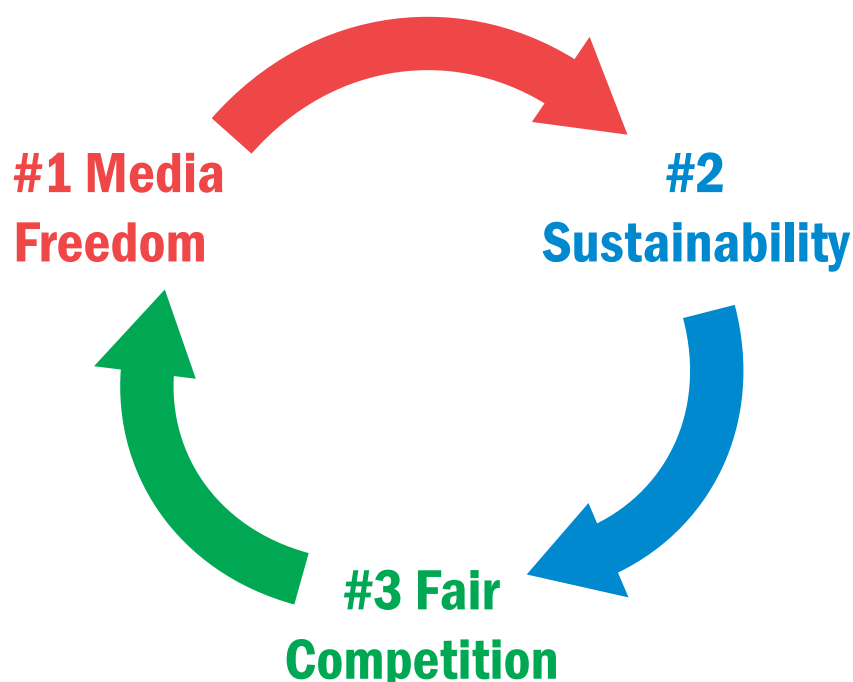 #1 Media
Freedom
#2
Sustainability
#3 Fair
Competition